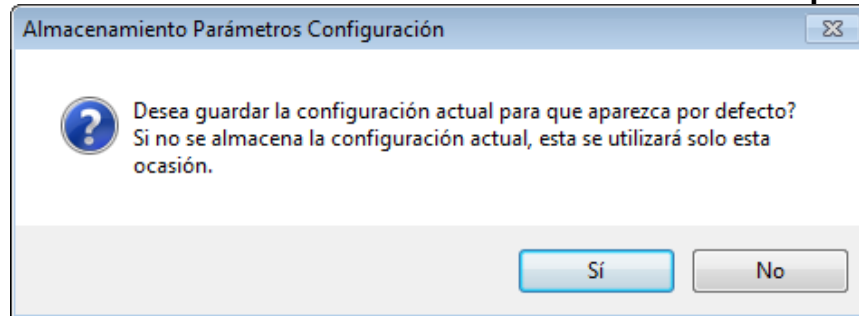 Almacenamiento Parámetros Configuración
Desea guardar la configuración actual para que aparezca por defecto?
Si no se almacena la configuración actual, esta se utilizará solo esta
ocasión.
Sí
No